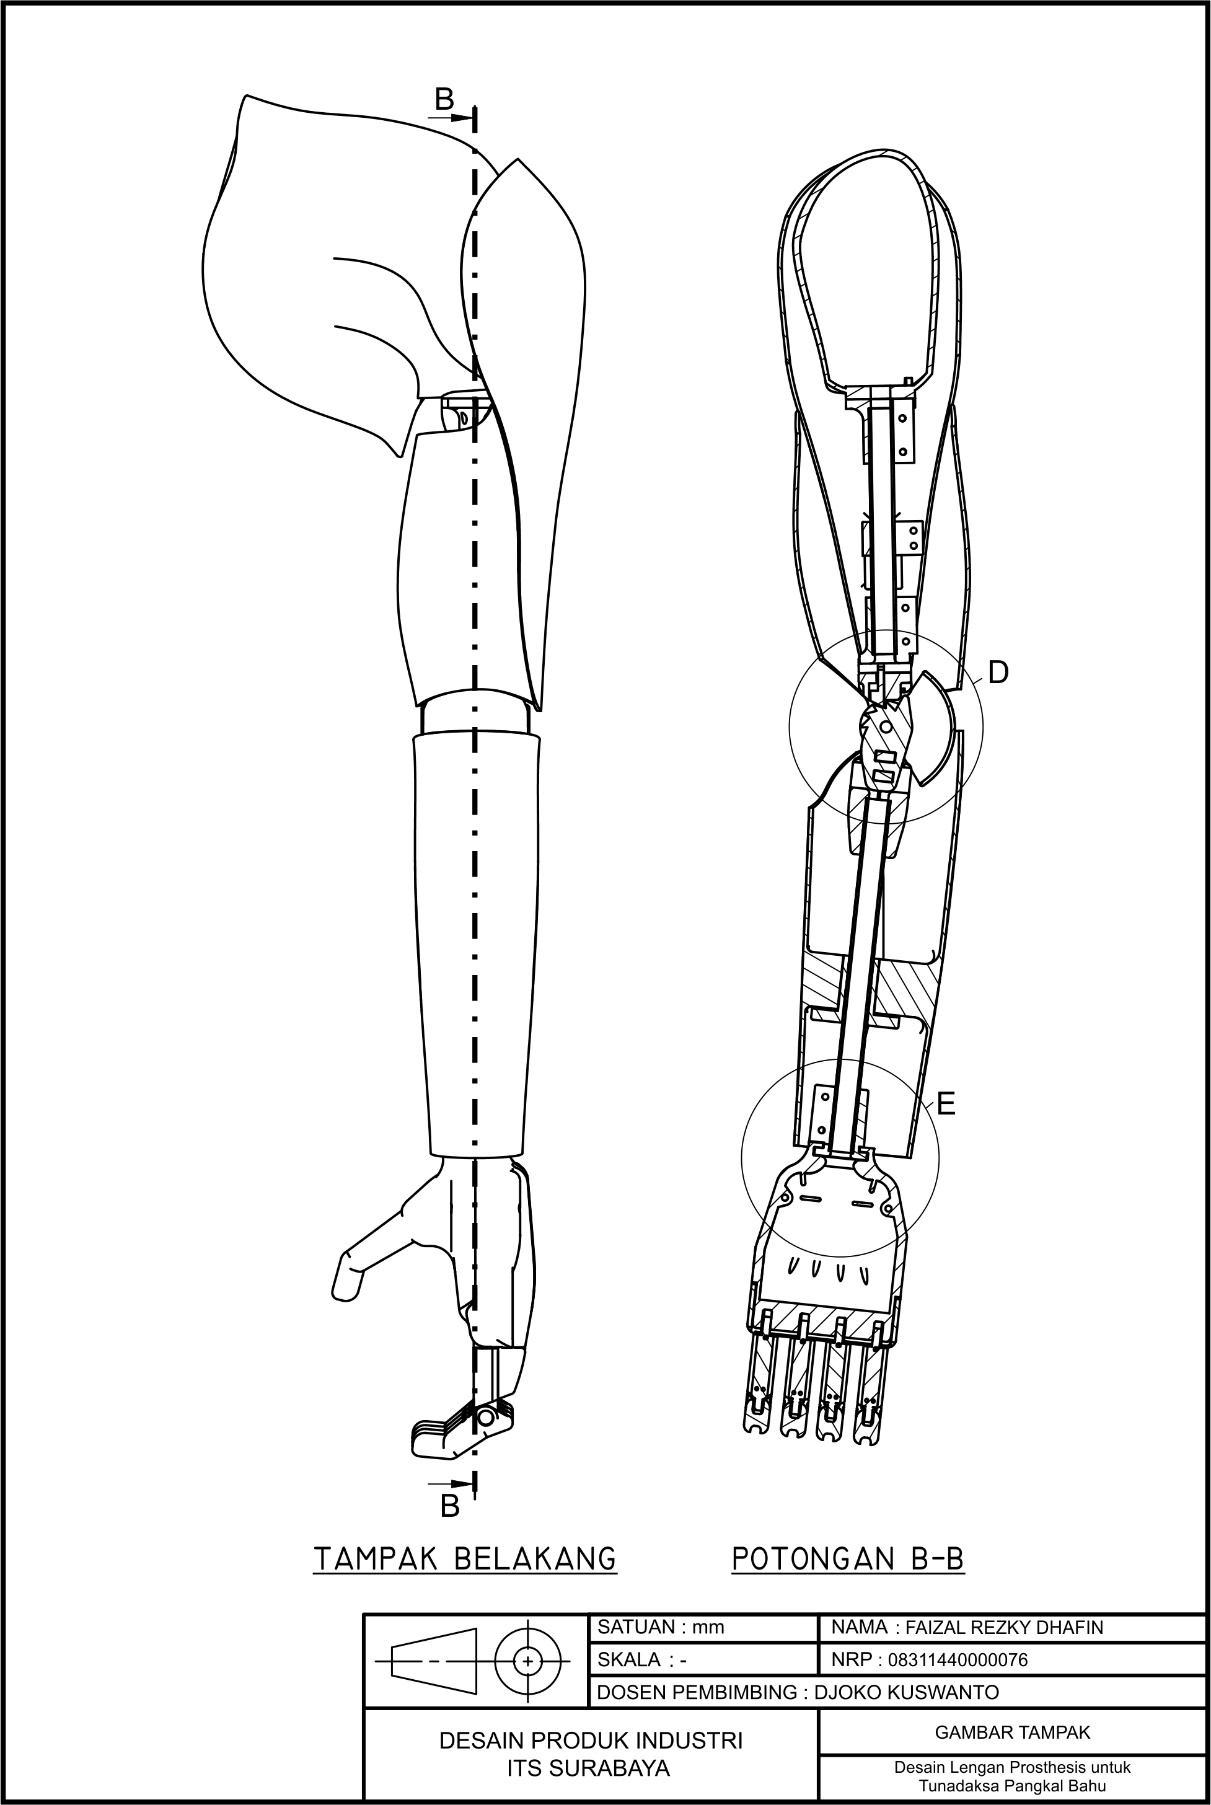 B
D
E
B
TAMPAK BELAKANG
POTONGAN B-B
SATUAN : mm
NAMA : FAIZAL REZKY DHAFIN
SKALA : -
NRP : 08311440000076
DOSEN PEMBIMBING : DJOKO KUSWANTO
DESAIN PRODUK INDUSTRI
ITS SURABAYA
GAMBAR TAMPAK
Desain Lengan Prosthesis untuk
Tunadaksa Pangkal Bahu